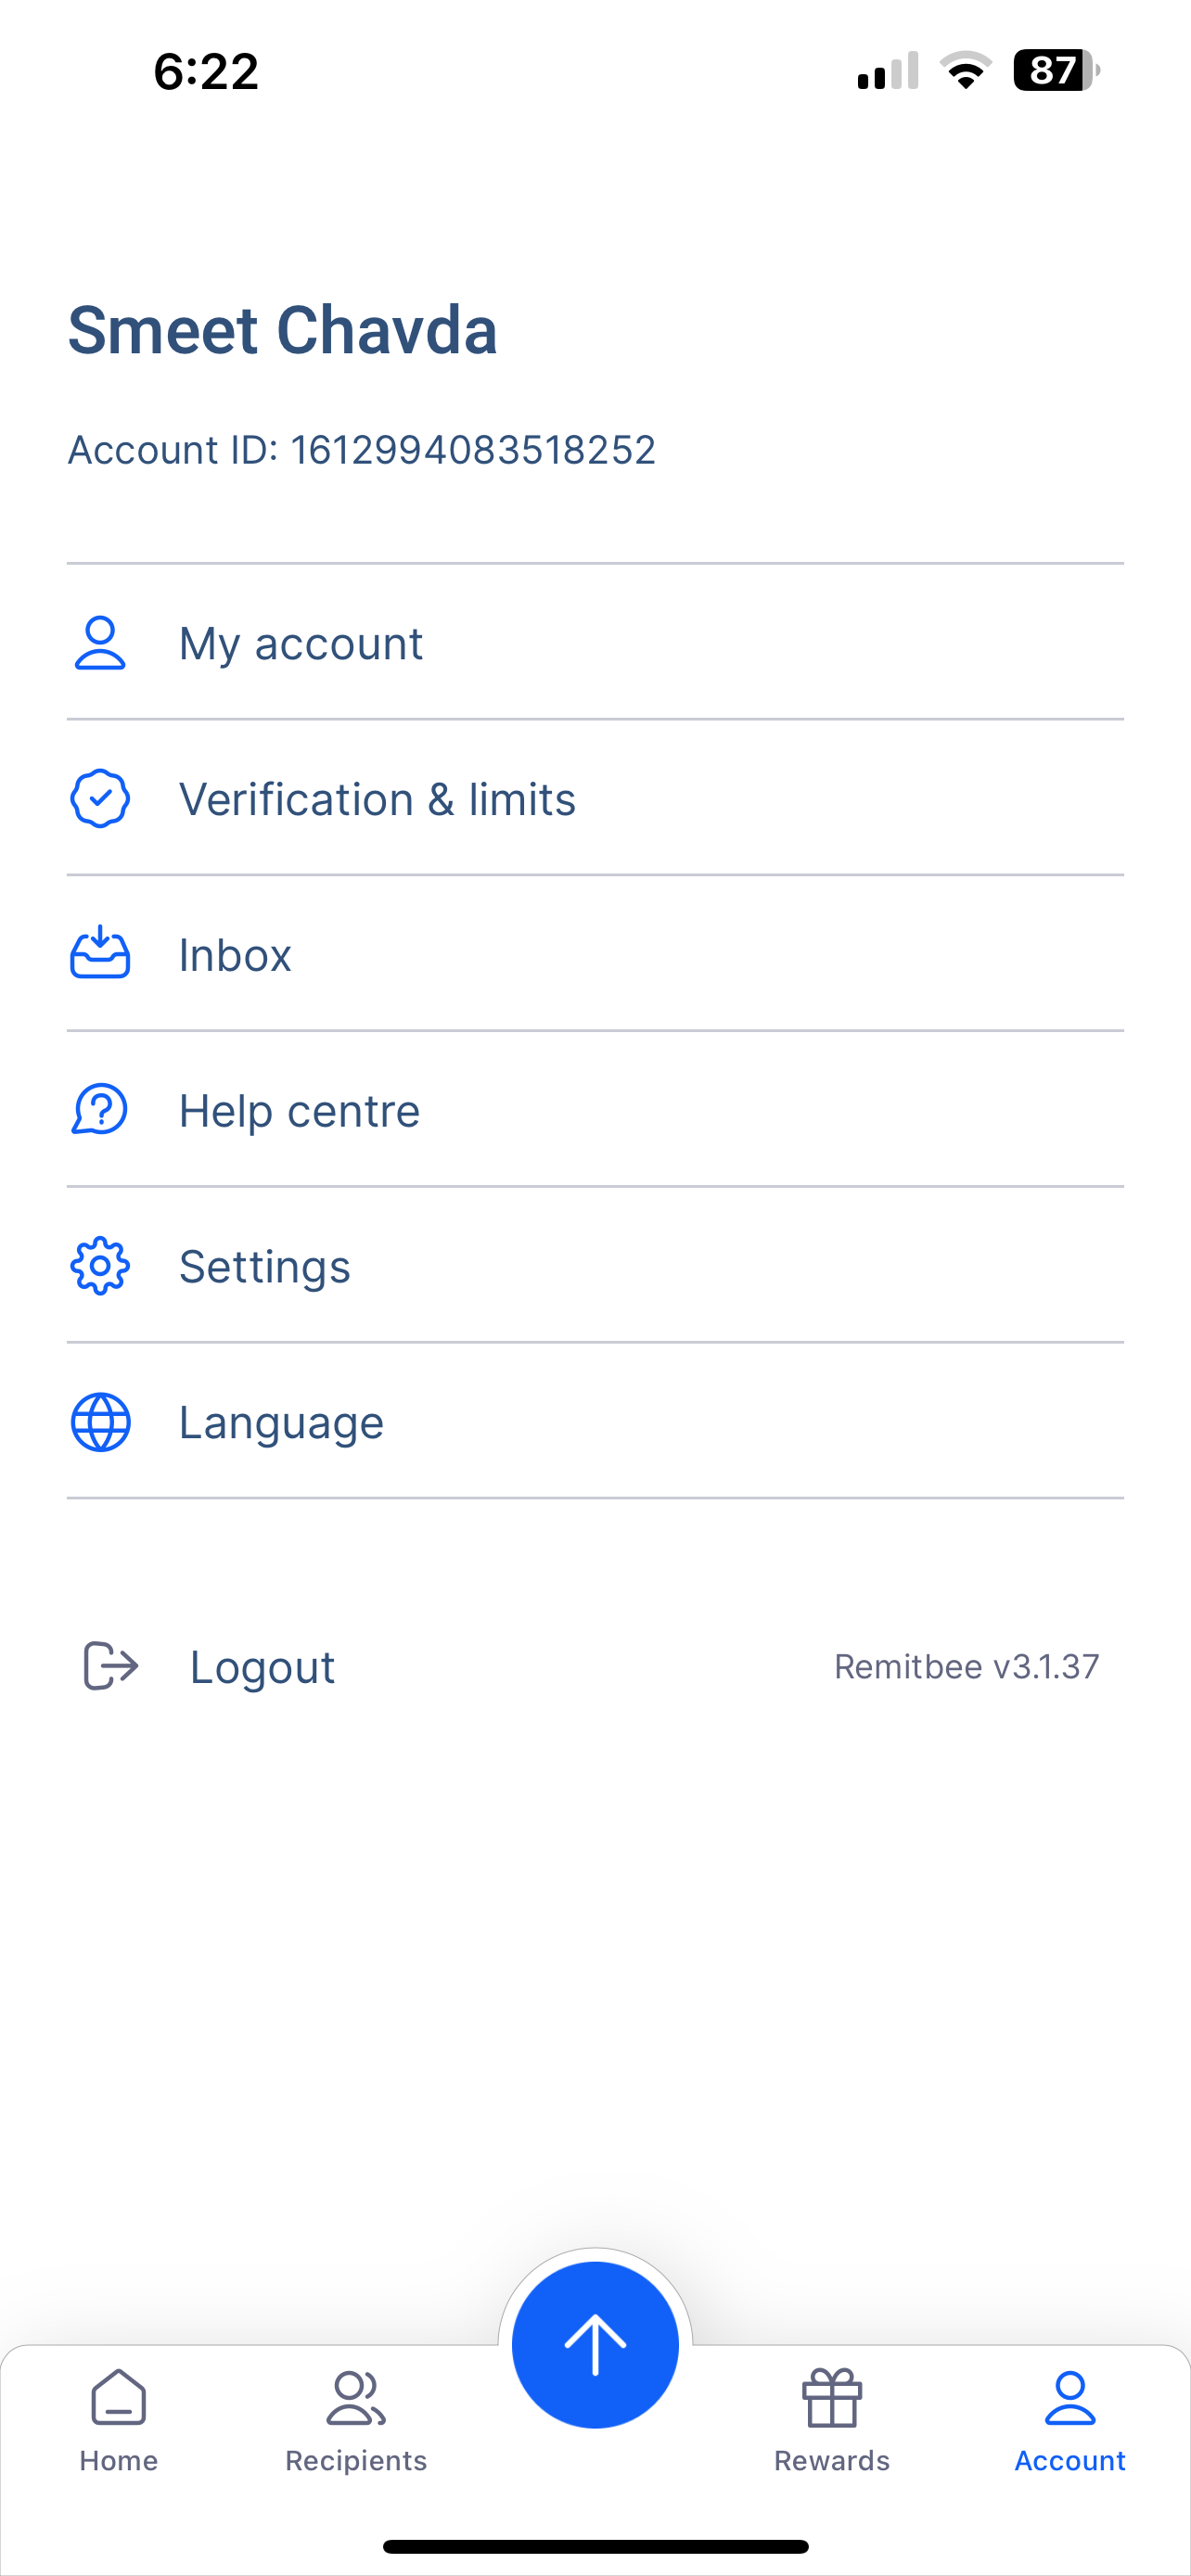 6:22
87
Smeet Chavda
Account ID: 1612994083518252
My account
Verification & limits
Inbox
Help centre
Settings
Language
Logout
Remitbee v3.1.37
Home
Recipients
Rewards
Account